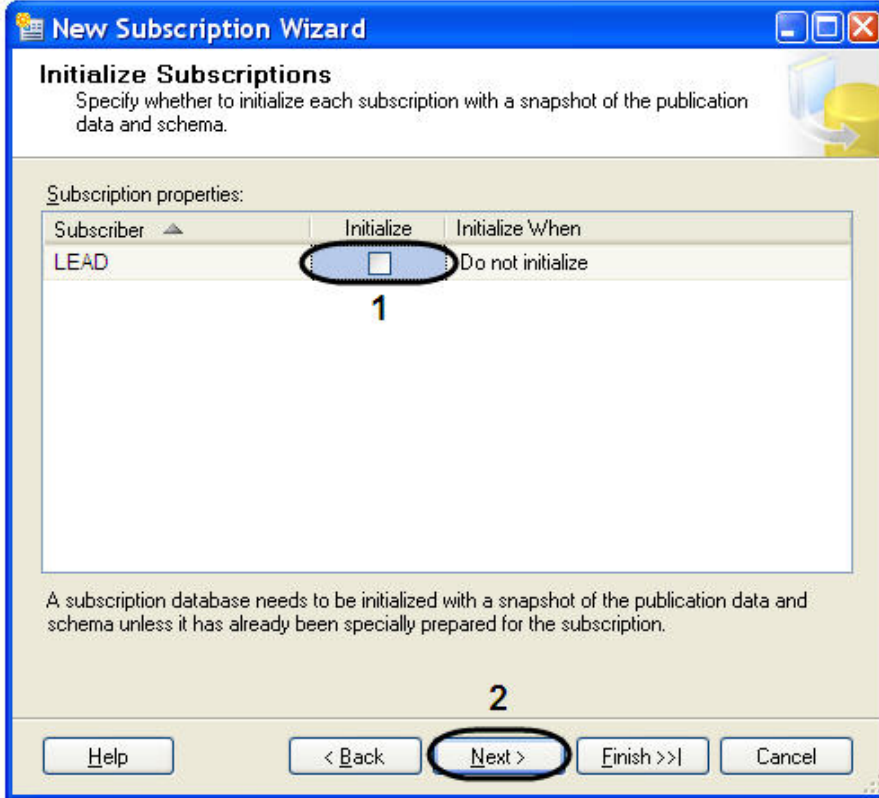 New Subscription Wizard
Initialize Subscriptions
Specify whether to initialize each subscription with a snapshot of the publication
data and schema.
Subscription properties:
Subscriber Initialize Initialize When
LEAD Do not initialize
1
A subscription database needs to be initialized with a snapshot of the publication data and
schema unless it has already been specially prepared for the subscription.
2
Help < Back Next > Finish >>| Cancel